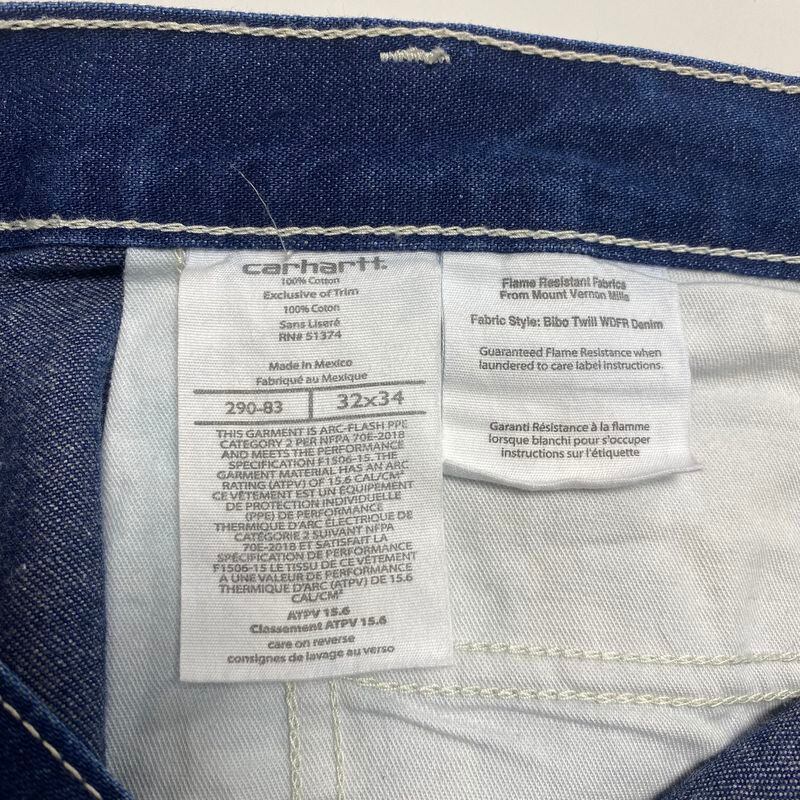 carhartt.
100% Cotton
Exclusive of Trim
100% Coton
Sans Liseré
RN# 51374
Made in Mexico
Fabriqué au Mexique
290-83 32x34
THIS GARMENT IS ARC-FLASH PPE
CATEGORY 2 PER NFPA 70E-2018
AND MEETS THE PERFORMANCE
SPECIFICATION F1506-15. THE
GARMENT MATERIAL HAS AN ARC
RATING (ATPV) OF 15.6 CAL/CM²
CE VÊTEMENT EST UN ÉQUIPEMENT
DE PROTECTION INDIVIDUELLE
(PPE) DE PERFORMANCE
THERMIQUE D'ARC ÉLECTRIQUE DE
CATÉGORIE 2 SUIVANT NFPA
70E-2018 ET SATISFAIT LA
SPÉCIFICATION DE PERFORMANCE
F1506-15 LE TISSU DE CE VÊTEMENT
A UNE VALEUR DE PERFORMANCE
THERMIQUE D'ARC (ATPV) DE 15.6
CAL/CM²
ATPV 15.6
Classement ATPV 15.6
care on reverse
consignes de lavage au verso
Flame Resistant Fabrics
From Mount Vernon Mills
Fabric Style: Bibo Twill WDFR Denim
Guaranteed Flame Resistance when
laundered to care label instructions.
Garanti Résistance à la flamme
lorsque blanchi pour s'occuper
instructions sur l'étiquette